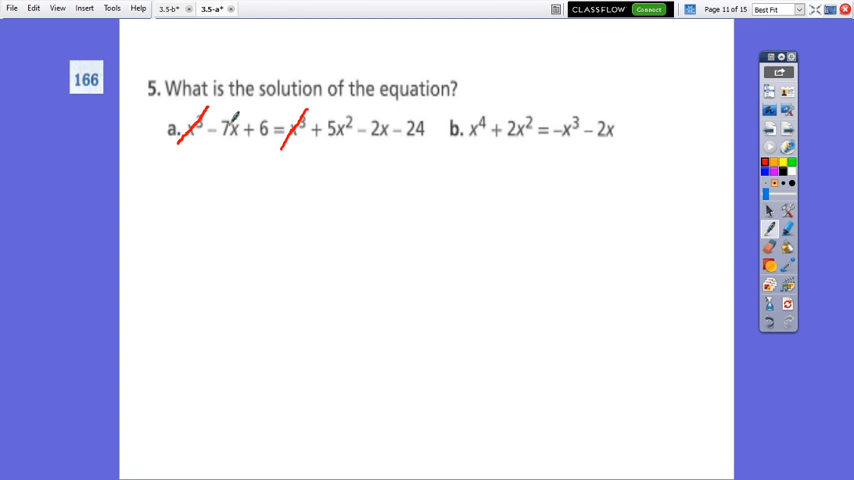 File Edit View Insert Tools Help 3.5-b* 3.5-a* CLASSFLOW Connect Page 11 of 15 Best Fit
166
5. What is the solution of the equation?
a. x³ – 7x + 6 = x³ + 5x² – 2x – 24 b. x⁴ + 2x² = –x³ – 2x